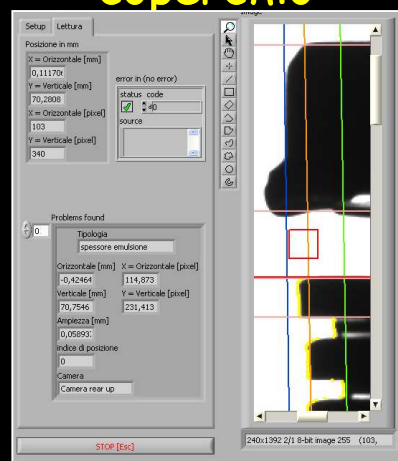 coperchio
Setup Lettura
Posizione in mm
X = Orizzontale [mm]
0,11170
Y = Verticale [mm]
70,2808
X = Orizzontale [pixel]
103
Y = Verticale [pixel]
340
error in (no error)
status code
0
source
Problems found
0
Tipologia
spessore emulsione
Orizzontale [mm] X = Orizzontale [pixel]
-0,42464 114,873
Verticale [mm] Y = Verticale [pixel]
70,7546 231,413
Ampiezza [mm]
0,05893
indice di posizione
0
Camera
Camera rear up
STOP [Esc]
Image
240x1392 2/1 8-bit image 255 (103,